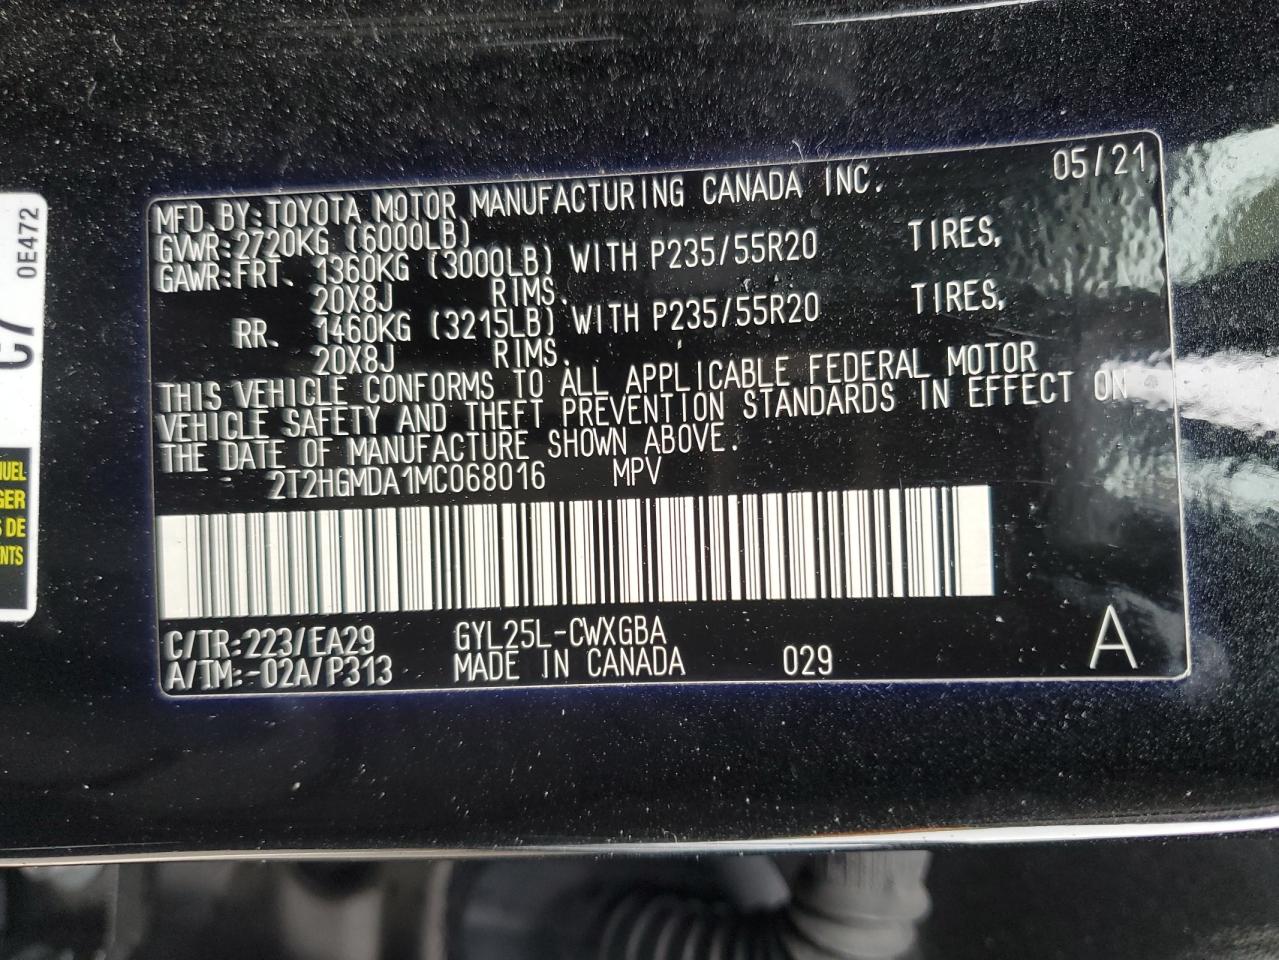 MFD.BY:TOYOTA MOTOR MANUFACTURING CANADA INC. 05/21
GVWR:2720KG (6000LB)
GAWR:FRT. 1360KG (3000LB) WITH P235/55R20 TIRES,
20X8J RIMS.
RR. 1460KG (3215LB) WITH P235/55R20 TIRES,
20X8J RIMS.
THIS VEHICLE CONFORMS TO ALL APPLICABLE FEDERAL MOTOR
VEHICLE SAFETY AND THEFT PREVENTION STANDARDS IN EFFECT ON
THE DATE OF MANUFACTURE SHOWN ABOVE.
2T2HGMDA1MC068016 MPV
C/TR:223/EA29 GYL25L-CWXGBA
A/TM:-02A/P313 MADE IN CANADA 029 A
0E472
DE